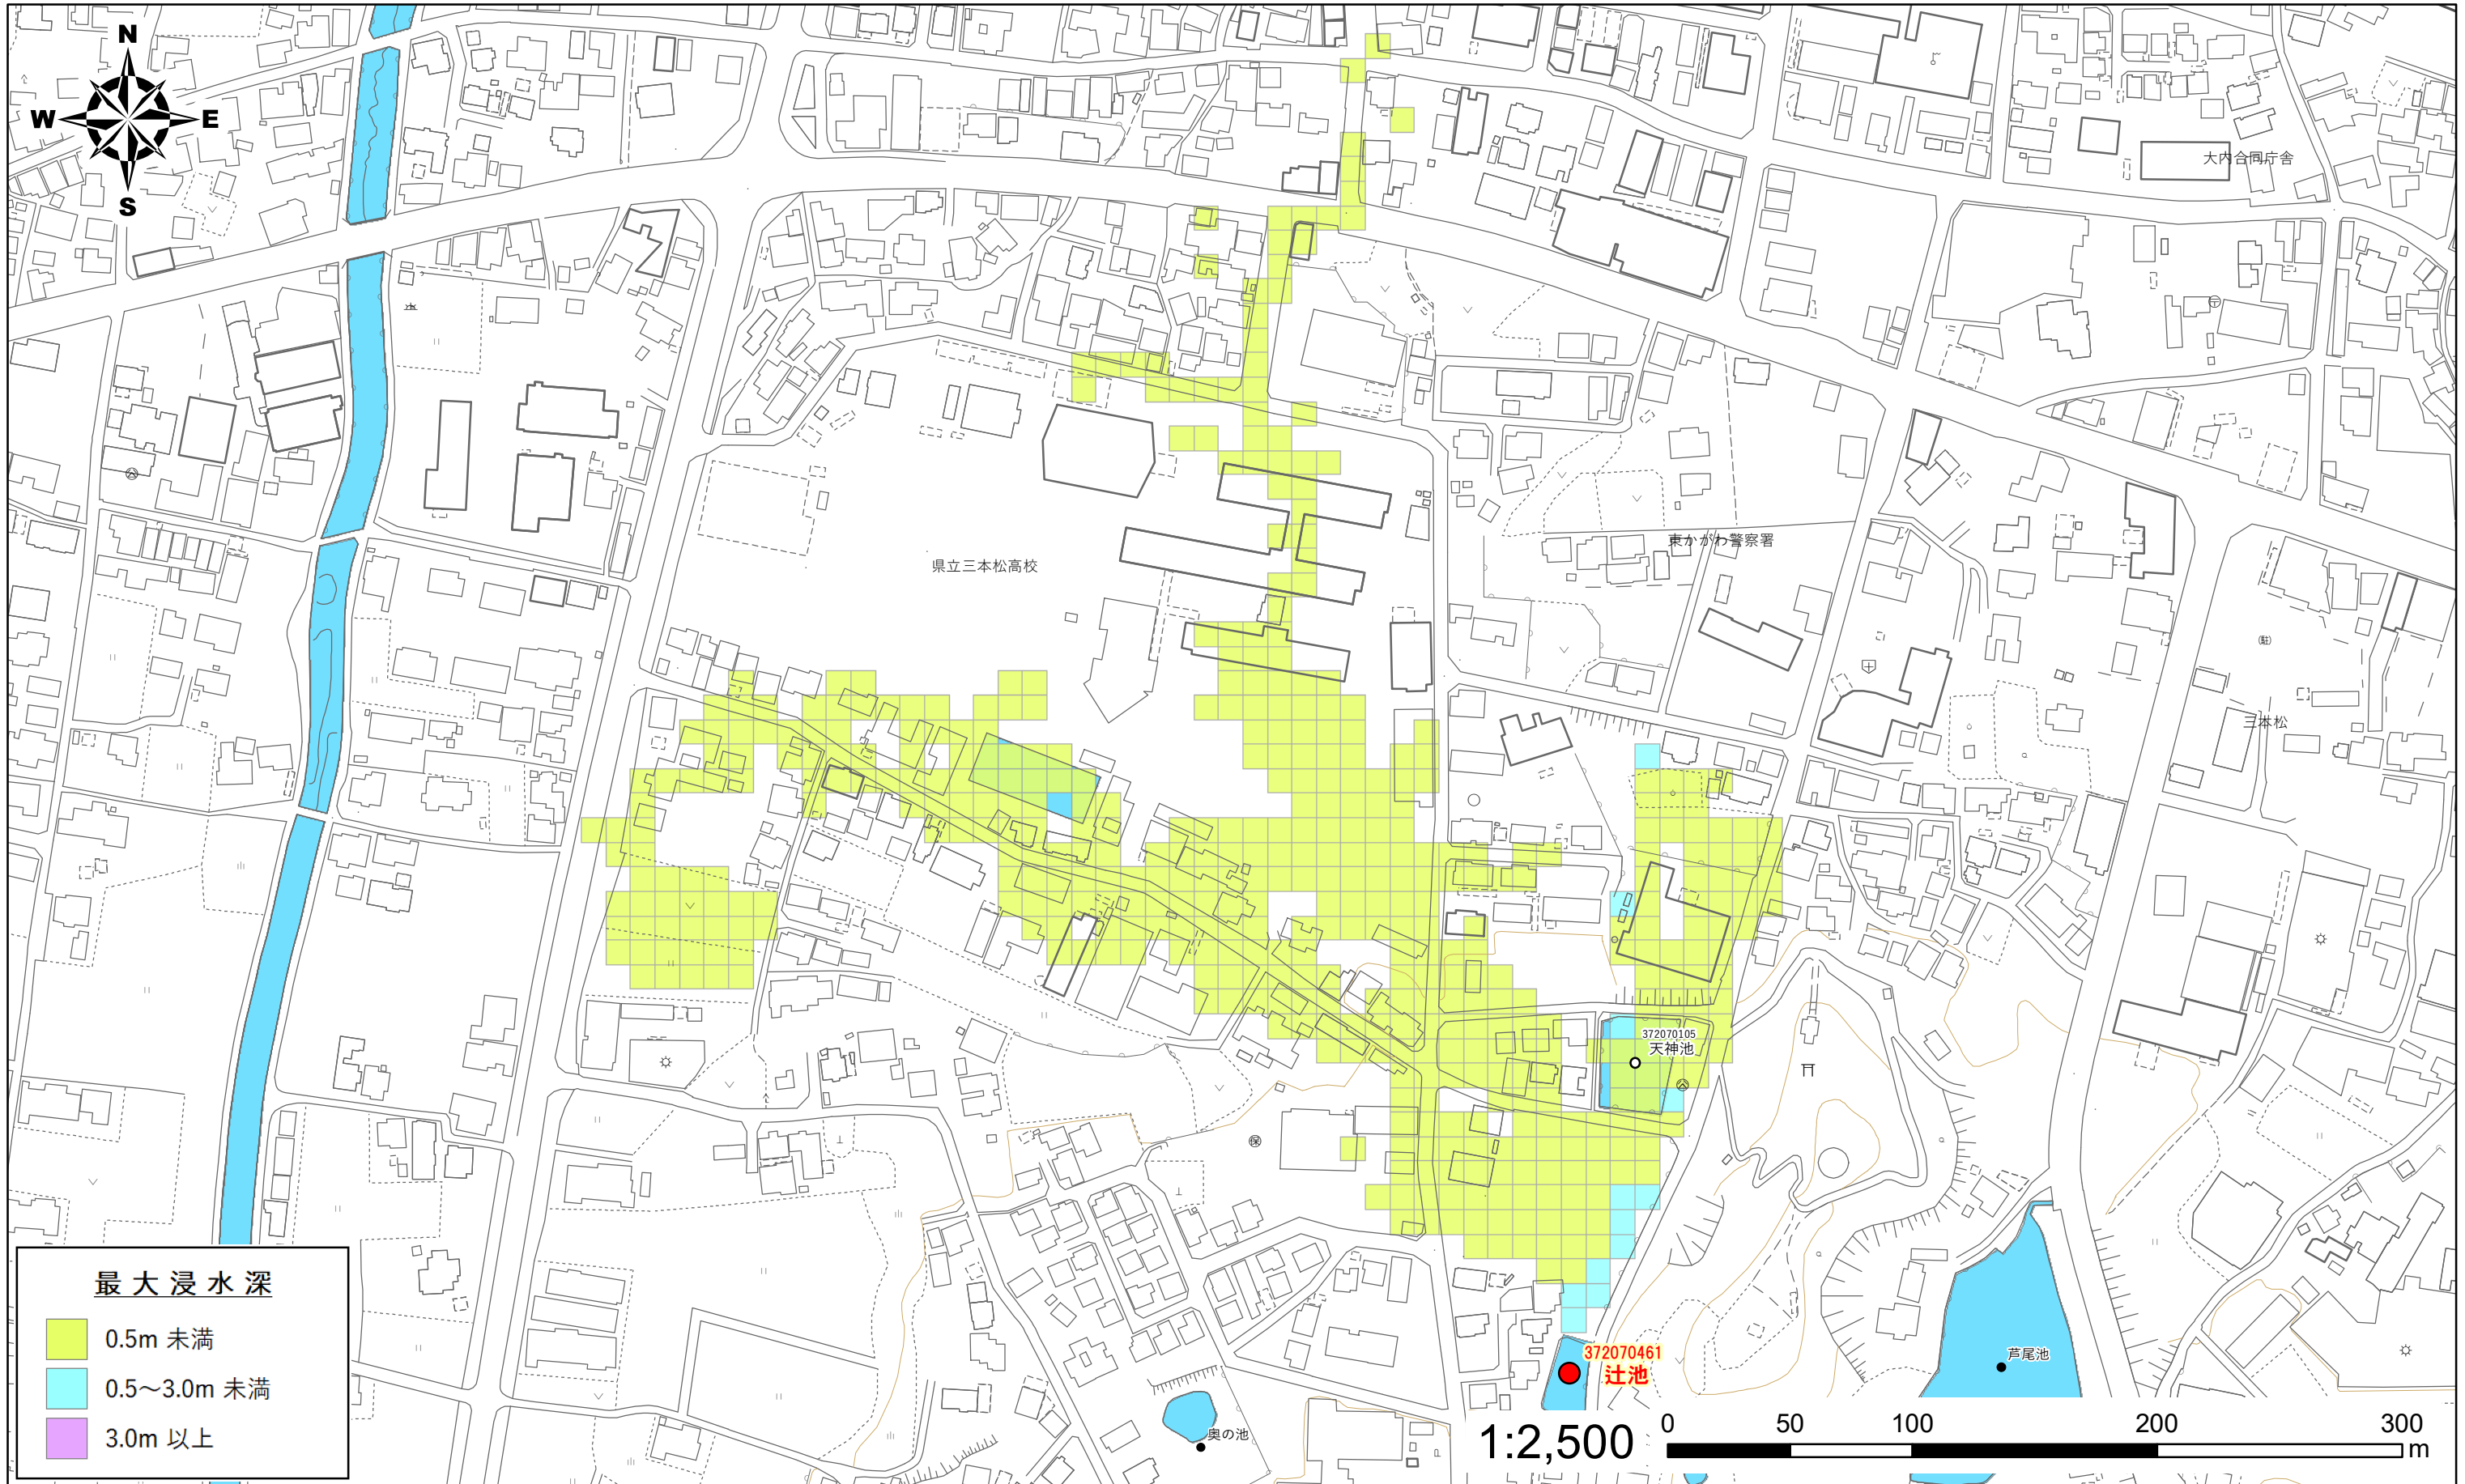 N
W
E
S
大内合同庁舎
県立三本松高校
東かがわ警察署
三本松
372070105
天神池
372070461
辻池
芦尾池
奥の池
最大浸水深
0.5m 未満
0.5～3.0m 未満
3.0m 以上
1:2,500
0 50 100 200 300
m